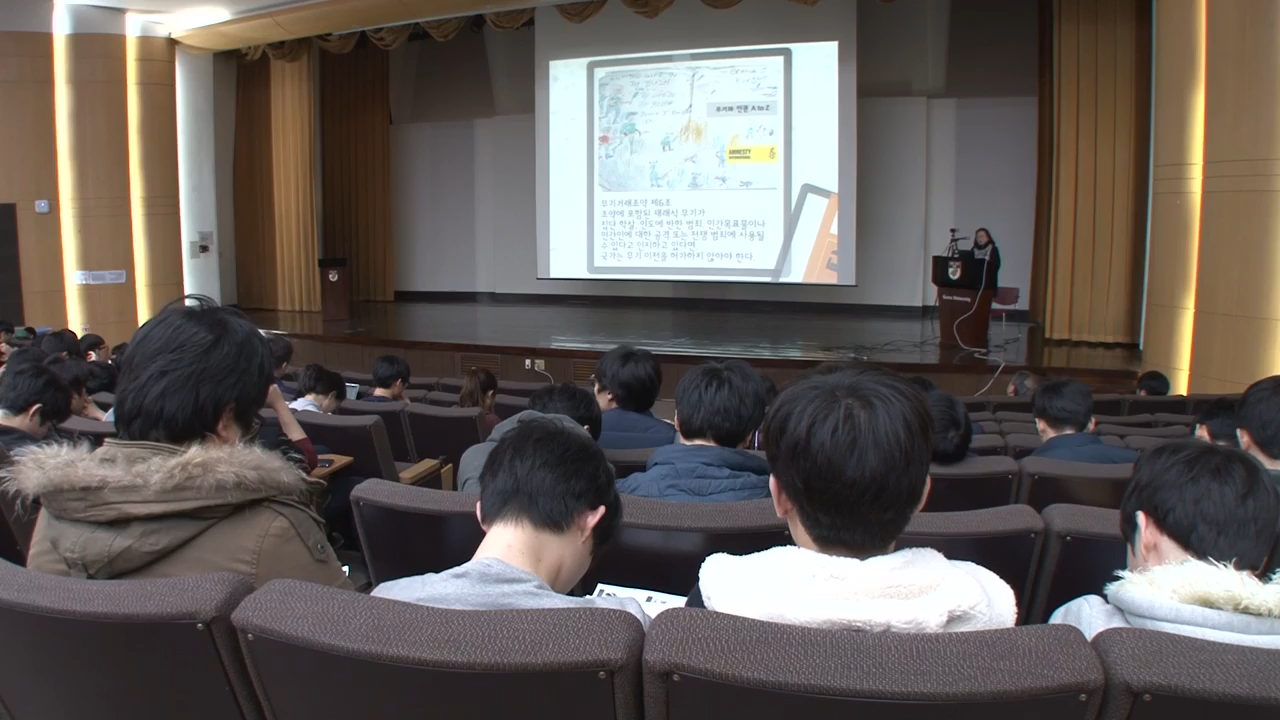 무기와 인권 A to Z
AMNESTY
INTERNATIONAL
무기거래조약 제6조
조약에 포함된 재래식 무기가
집단 학살, 인도에 반한 범죄, 민간목표물이나
민간인에 대한 공격 또는 전쟁 범죄에 사용될
수 있다고 인지하고 있다면
국가는 무기 이전을 허가하지 않아야 한다.
Korea University